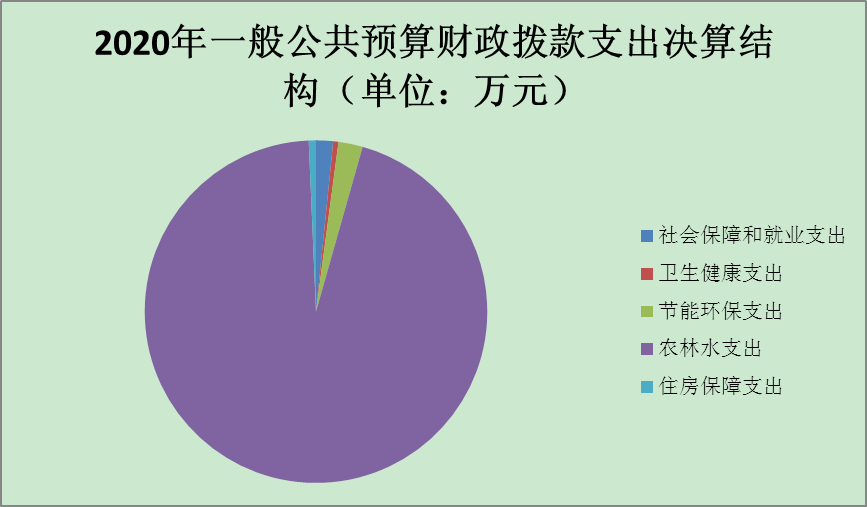 2020年一般公共预算财政拨款支出决算结
构（单位：万元）
社会保障和就业支出
卫生健康支出
节能环保支出
农林水支出
住房保障支出